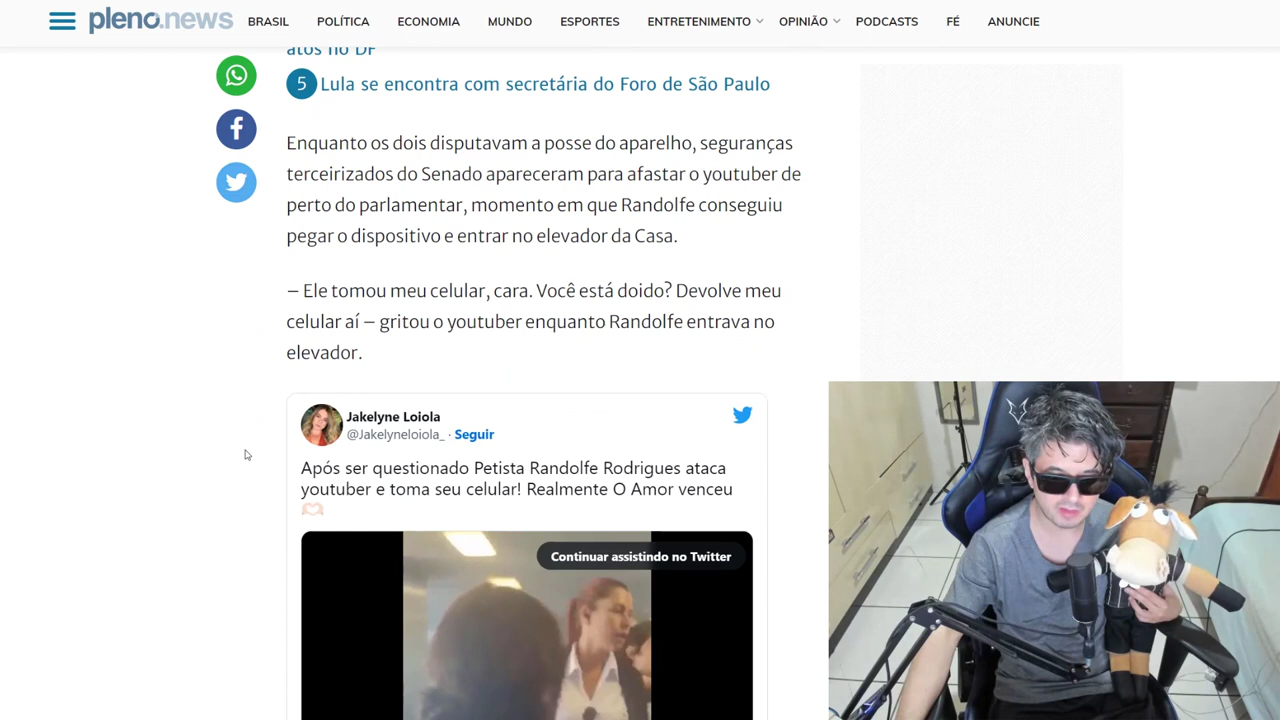 pleno.news
BRASIL
POLÍTICA
ECONOMIA
MUNDO
ESPORTES
ENTRETENIMENTO
OPINIÃO
PODCASTS
FÉ
ANUNCIE
atos no DF
5 Lula se encontra com secretária do Foro de São Paulo
Enquanto os dois disputavam a posse do aparelho, seguranças
terceirizados do Senado apareceram para afastar o youtuber de
perto do parlamentar, momento em que Randolfe conseguiu
pegar o dispositivo e entrar no elevador da Casa.
– Ele tomou meu celular, cara. Você está doido? Devolve meu
celular aí – gritou o youtuber enquanto Randolfe entrava no
elevador.
Jakelyne Loiola
@Jakelyneloiola_ · Seguir
Após ser questionado Petista Randolfe Rodrigues ataca
youtuber e toma seu celular! Realmente O Amor venceu
🫶🏻
Continuar assistindo no Twitter